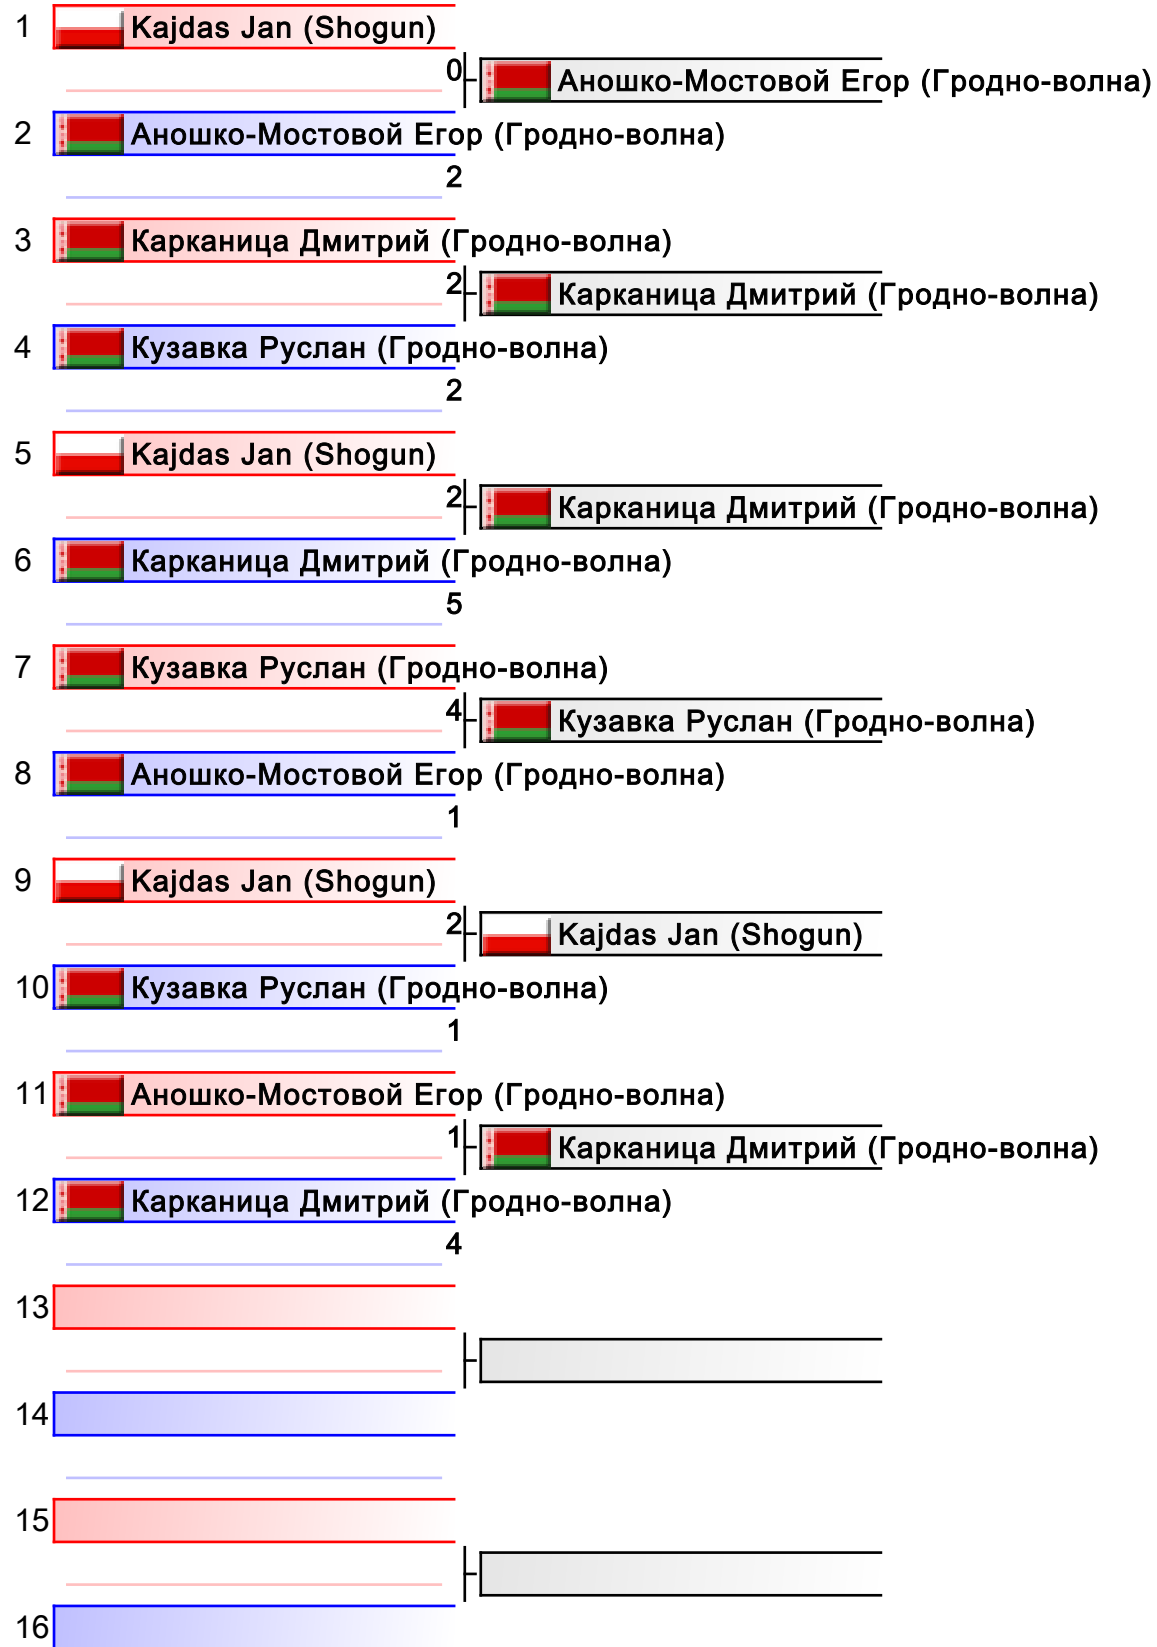 1 Kajdas Jan (Shogun)
0 Аношко-Мостовой Егор (Гродно-волна)
2 Аношко-Мостовой Егор (Гродно-волна)
2
3 Карканица Дмитрий (Гродно-волна)
2 Карканица Дмитрий (Гродно-волна)
4 Кузавка Руслан (Гродно-волна)
2
5 Kajdas Jan (Shogun)
2 Карканица Дмитрий (Гродно-волна)
6 Карканица Дмитрий (Гродно-волна)
5
7 Кузавка Руслан (Гродно-волна)
4 Кузавка Руслан (Гродно-волна)
8 Аношко-Мостовой Егор (Гродно-волна)
1
9 Kajdas Jan (Shogun)
2 Kajdas Jan (Shogun)
10 Кузавка Руслан (Гродно-волна)
1
11 Аношко-Мостовой Егор (Гродно-волна)
1 Карканица Дмитрий (Гродно-волна)
12 Карканица Дмитрий (Гродно-волна)
4
13
14
15
16